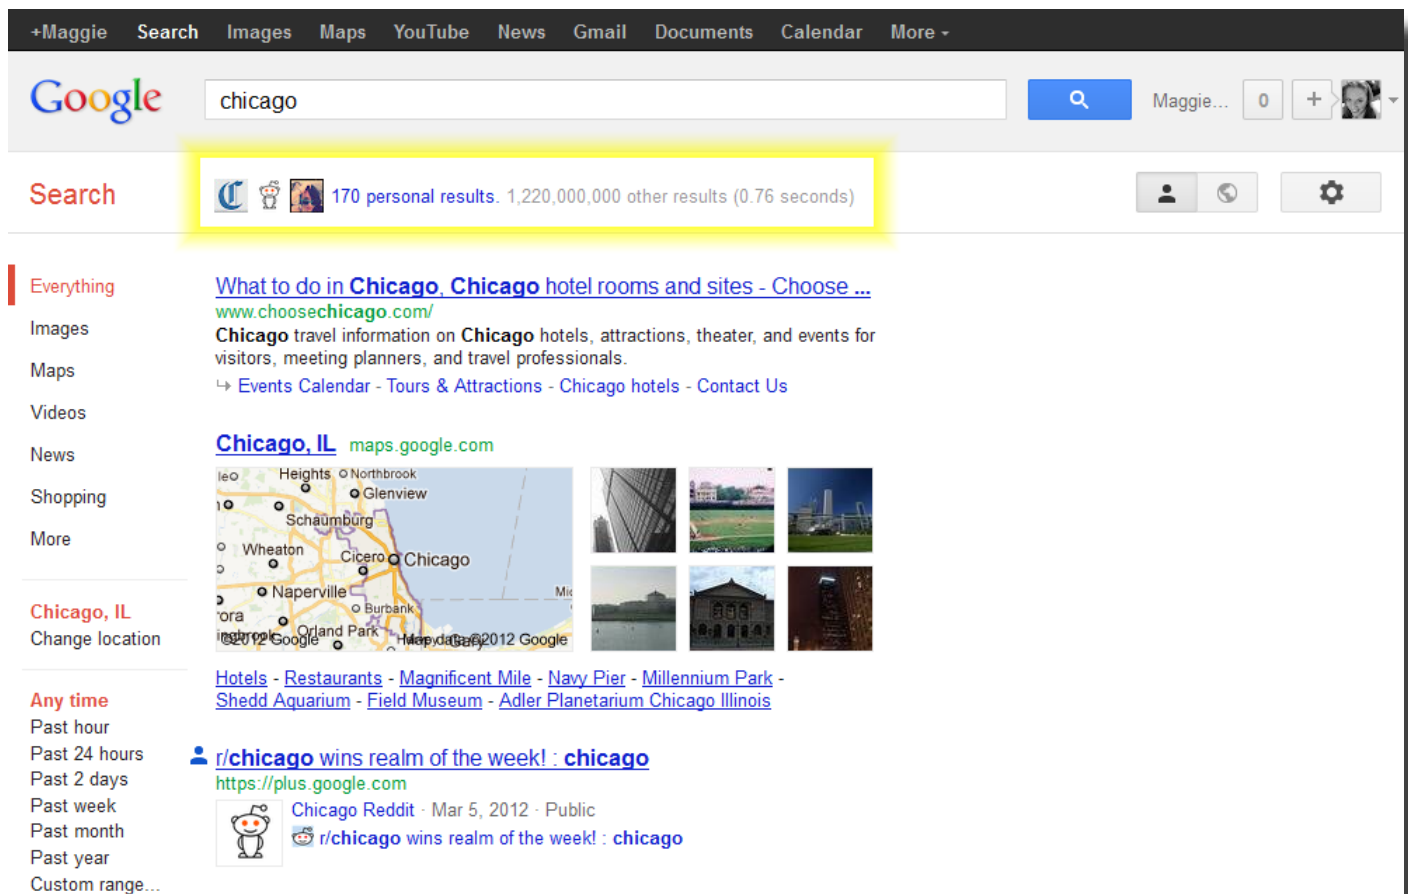 +Maggie Search Images Maps YouTube News Gmail Documents Calendar More
Google
chicago
Maggie... 0 +
Search
170 personal results. 1,220,000,000 other results (0.76 seconds)
Everything
Images
Maps
Videos
News
Shopping
More
Chicago, IL
Change location
Any time
Past hour
Past 24 hours
Past 2 days
Past week
Past month
Past year
Custom range...
What to do in Chicago, Chicago hotel rooms and sites - Choose ...
www.choosechicago.com/
Chicago travel information on Chicago hotels, attractions, theater, and events for
visitors, meeting planners, and travel professionals.
Events Calendar - Tours & Attractions - Chicago hotels - Contact Us
Chicago, IL maps.google.com
Heights Northbrook
Glenview
Schaumburg
Wheaton Cicero Chicago
Naperville
Burbank
Orland Park
©2012 Google Map data ©2012 Google
Hotels - Restaurants - Magnificent Mile - Navy Pier - Millennium Park -
Shedd Aquarium - Field Museum - Adler Planetarium Chicago Illinois
r/chicago wins realm of the week! : chicago
https://plus.google.com
Chicago Reddit · Mar 5, 2012 · Public
r/chicago wins realm of the week! : chicago